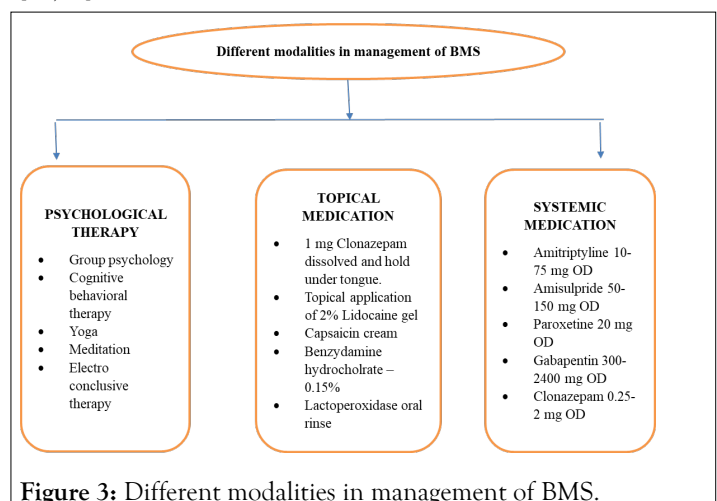 Different modalities in management of BMS
PSYCHOLOGICAL
THERAPY
• Group psychology
• Cognitive
behavioral
therapy
• Yoga
• Meditation
• Electro
conclusive
therapy
TOPICAL
MEDICATION
• 1 mg Clonazepam
dissolved and hold
under tongue.
• Topical application
of 2% Lidocaine gel
• Capsaicin cream
• Benzydamine
hydrocholrate –
0.15%
• Lactoperoxidase oral
rinse
SYSTEMIC
MEDICATION
• Amitriptyline 10-
75 mg OD
• Amisulpride 50-
150 mg OD
• Paroxetine 20 mg
OD
• Gabapentin 300-
2400 mg OD
• Clonazepam 0.25-
2 mg OD
Figure 3: Different modalities in management of BMS.